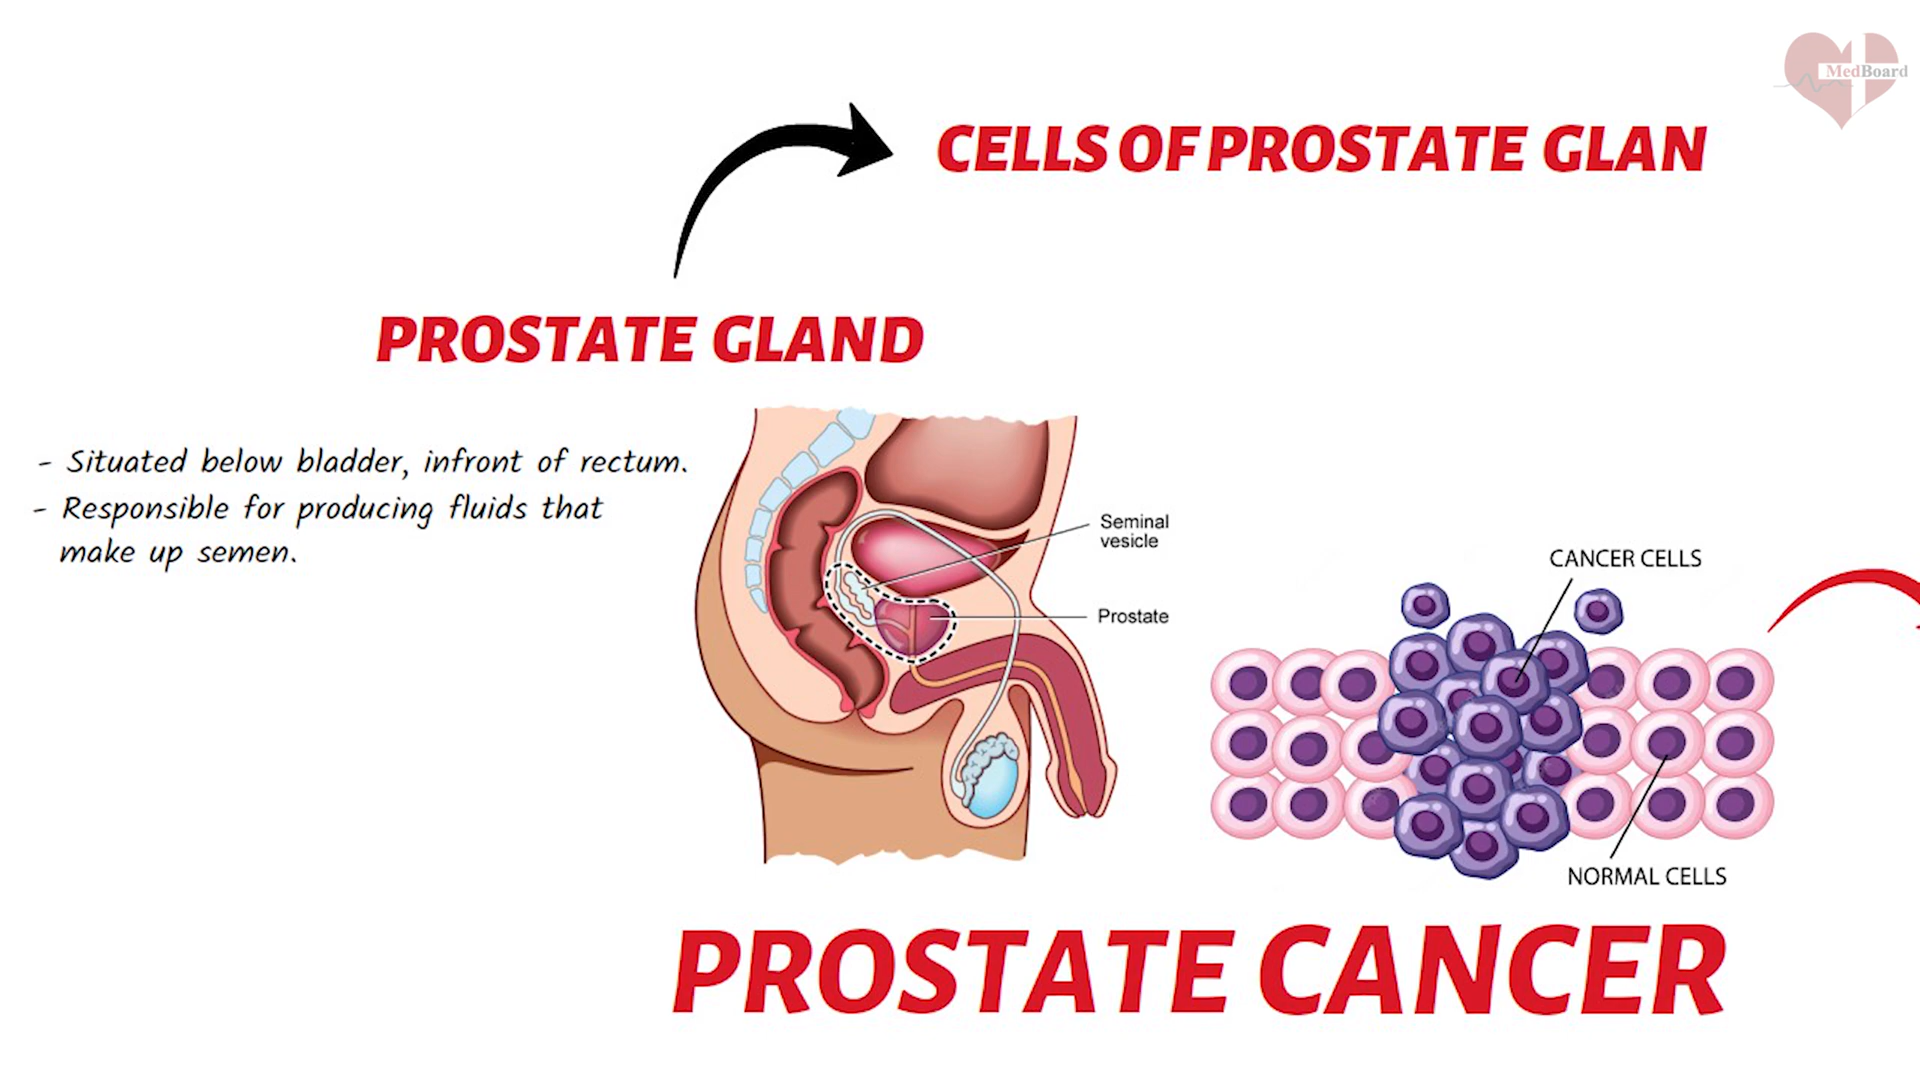 MedBoard
CELLS OF PROSTATE GLAN
PROSTATE GLAND
- Situated below bladder, infront of rectum.
- Responsible for producing fluids that
make up semen.
Seminal
vesicle
Prostate
CANCER CELLS
NORMAL CELLS
PROSTATE CANCER